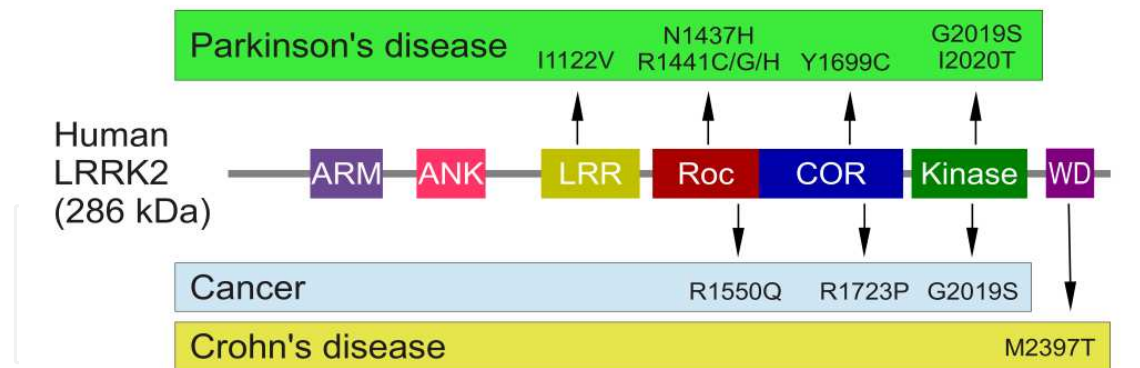 Parkinson's disease
I1122V
N1437H
R1441C/G/H
Y1699C
G2019S
I2020T
Human
LRRK2
(286 kDa)
ARM
ANK
LRR
Roc
COR
Kinase
WD
Cancer
R1550Q
R1723P
G2019S
Crohn's disease
M2397T